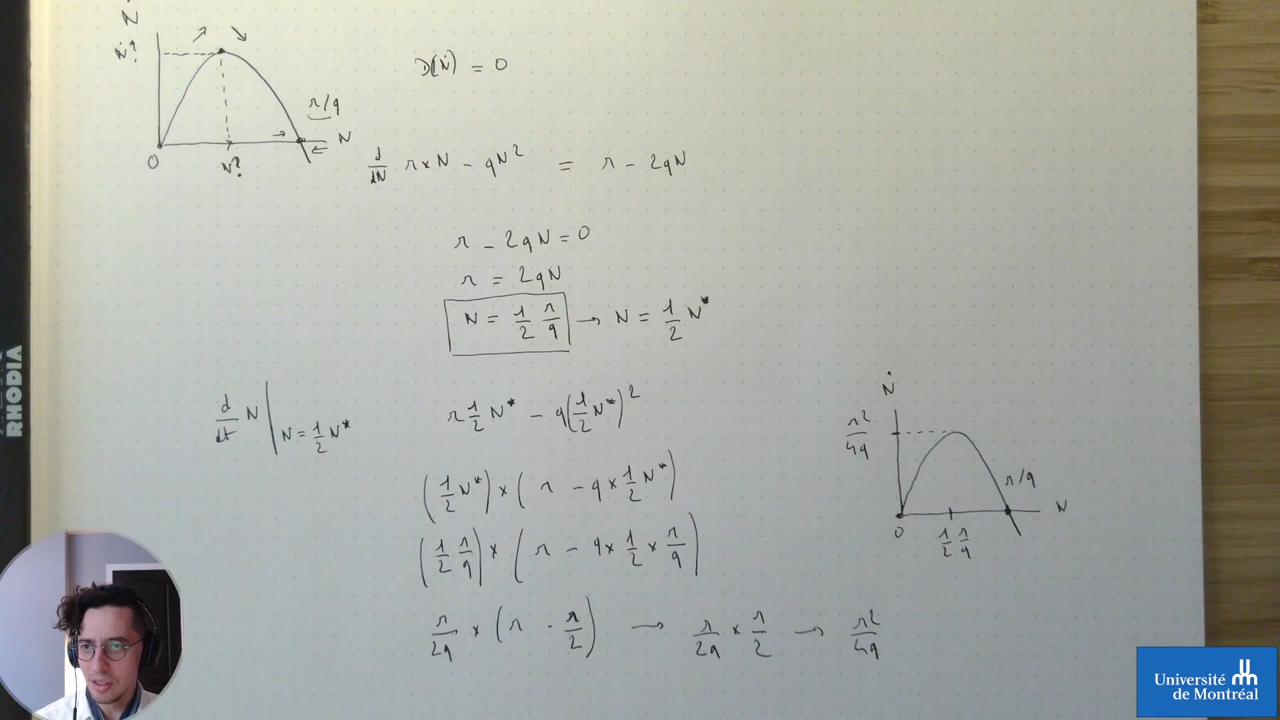 Ṅ
Ṅ?
r/q
N
0
N?
D(Ṅ) = 0
d/dN r×N - qN² = r - 2qN
r - 2qN = 0
r = 2qN
N = 1/2 r/q → N = 1/2 N*
d/dt N | N = 1/2 N*
r 1/2 N* - q(1/2 N*)²
(1/2 N*) × (r - q × 1/2 N*)
(1/2 r/q) × (r - q × 1/2 × r/q)
r/2q × (r - r/2) → r/2q × r/2 → r²/4q
Ṅ
r²/4q
r/q
N
0
1/2 r/q
RHODIA
Université
de Montréal